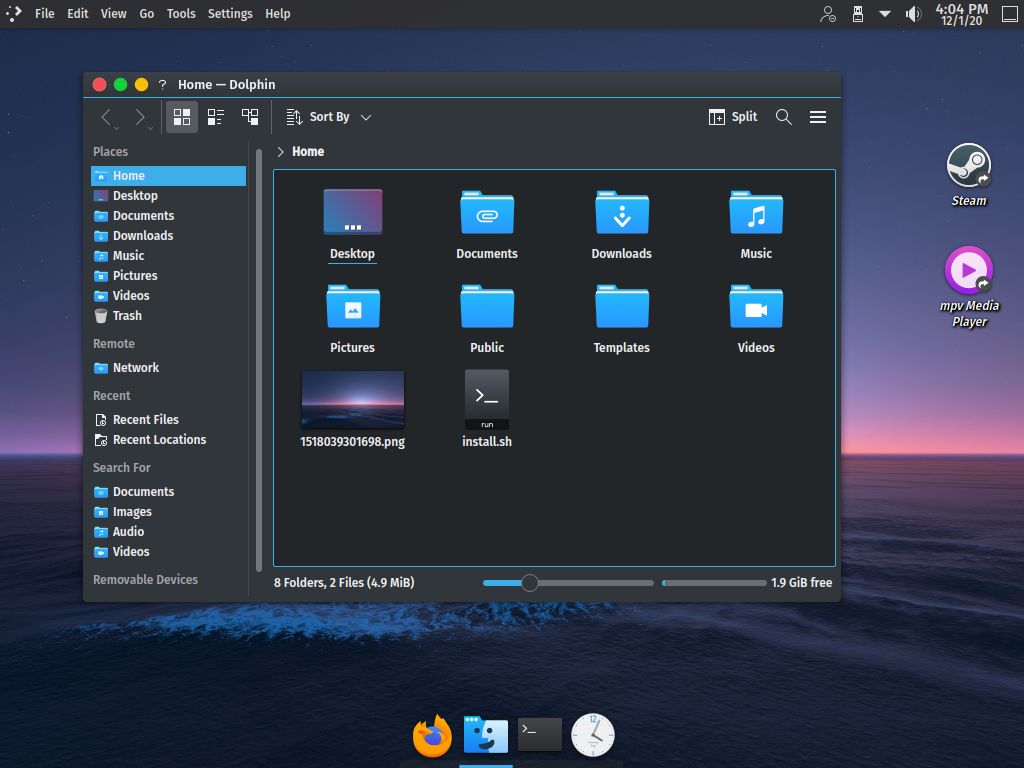 File Edit View Go Tools Settings Help
4:04 PM
12/1/20
? Home — Dolphin
Sort By
Split
Places
Home
Desktop
Documents
Downloads
Music
Pictures
Videos
Trash
Remote
Network
Recent
Recent Files
Recent Locations
Search For
Documents
Images
Audio
Videos
Removable Devices
Home
Desktop Documents Downloads Music
Pictures Public Templates Videos
>_
run
1518039301698.png install.sh
8 Folders, 2 Files (4.9 MiB) 1.9 GiB free
Steam
mpv Media
Player
>_
12